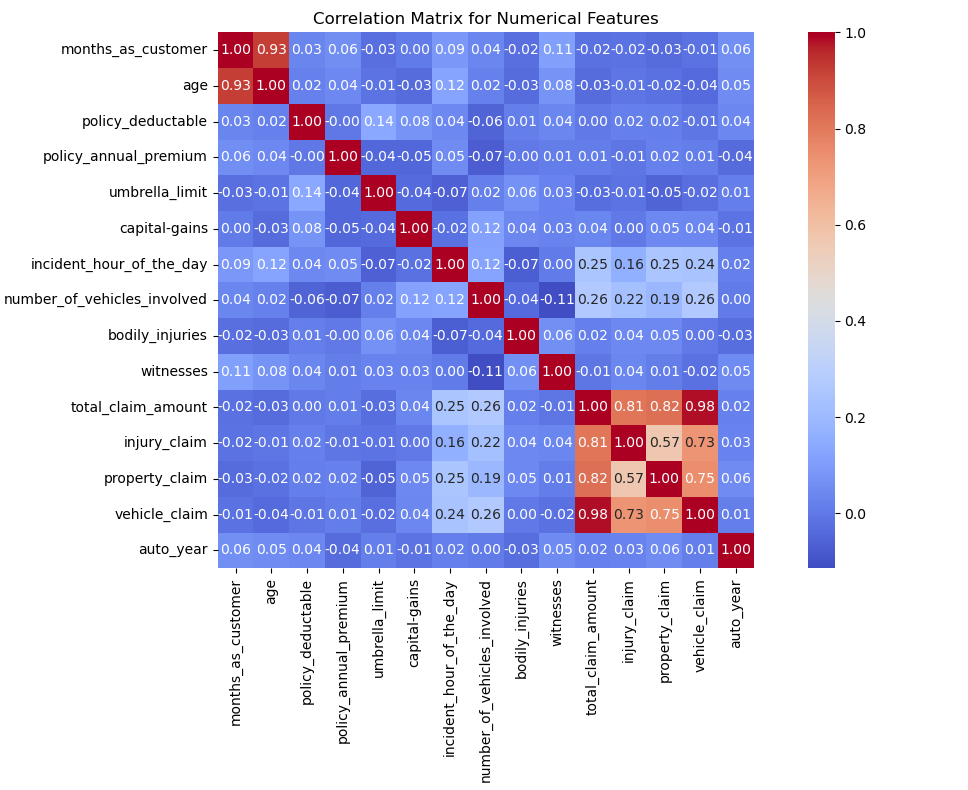 Correlation Matrix for Numerical Features
months_as_customer 1.00 0.93 0.03 0.06 -0.03 0.00 0.09 0.04 -0.02 0.11 -0.02 -0.02 -0.03 -0.01 0.06
age 0.93 1.00 0.02 0.04 -0.01 -0.03 0.12 0.02 -0.03 0.08 -0.03 -0.01 -0.02 -0.04 0.05
policy_deductable 0.03 0.02 1.00 -0.00 0.14 0.08 0.04 -0.06 0.01 0.04 0.00 0.02 0.02 -0.01 0.04
policy_annual_premium 0.06 0.04 -0.00 1.00 -0.04 -0.05 0.05 -0.07 -0.00 0.01 0.01 -0.01 0.02 0.01 -0.04
umbrella_limit -0.03 -0.01 0.14 -0.04 1.00 -0.04 -0.07 0.02 0.06 0.03 -0.03 -0.01 -0.05 -0.02 0.01
capital-gains 0.00 -0.03 0.08 -0.05 -0.04 1.00 -0.02 0.12 0.04 0.03 0.04 0.00 0.05 0.04 -0.01
incident_hour_of_the_day 0.09 0.12 0.04 0.05 -0.07 -0.02 1.00 0.12 -0.07 0.00 0.25 0.16 0.25 0.24 0.02
number_of_vehicles_involved 0.04 0.02 -0.06 -0.07 0.02 0.12 0.12 1.00 -0.04 -0.11 0.26 0.22 0.19 0.26 0.00
bodily_injuries -0.02 -0.03 0.01 -0.00 0.06 0.04 -0.07 -0.04 1.00 0.06 0.02 0.04 0.05 0.00 -0.03
witnesses 0.11 0.08 0.04 0.01 0.03 0.03 0.00 -0.11 0.06 1.00 -0.01 0.04 0.01 -0.02 0.05
total_claim_amount -0.02 -0.03 0.00 0.01 -0.03 0.04 0.25 0.26 0.02 -0.01 1.00 0.81 0.82 0.98 0.02
injury_claim -0.02 -0.01 0.02 -0.01 -0.01 0.00 0.16 0.22 0.04 0.04 0.81 1.00 0.57 0.73 0.03
property_claim -0.03 -0.02 0.02 0.02 -0.05 0.05 0.25 0.19 0.05 0.01 0.82 0.57 1.00 0.75 0.06
vehicle_claim -0.01 -0.04 -0.01 0.01 -0.02 0.04 0.24 0.26 0.00 -0.02 0.98 0.73 0.75 1.00 0.01
auto_year 0.06 0.05 0.04 -0.04 0.01 -0.01 0.02 0.00 -0.03 0.05 0.02 0.03 0.06 0.01 1.00
months_as_customer
age
policy_deductable
policy_annual_premium
umbrella_limit
capital-gains
incident_hour_of_the_day
number_of_vehicles_involved
bodily_injuries
witnesses
total_claim_amount
injury_claim
property_claim
vehicle_claim
auto_year
1.0
0.8
0.6
0.4
0.2
0.0